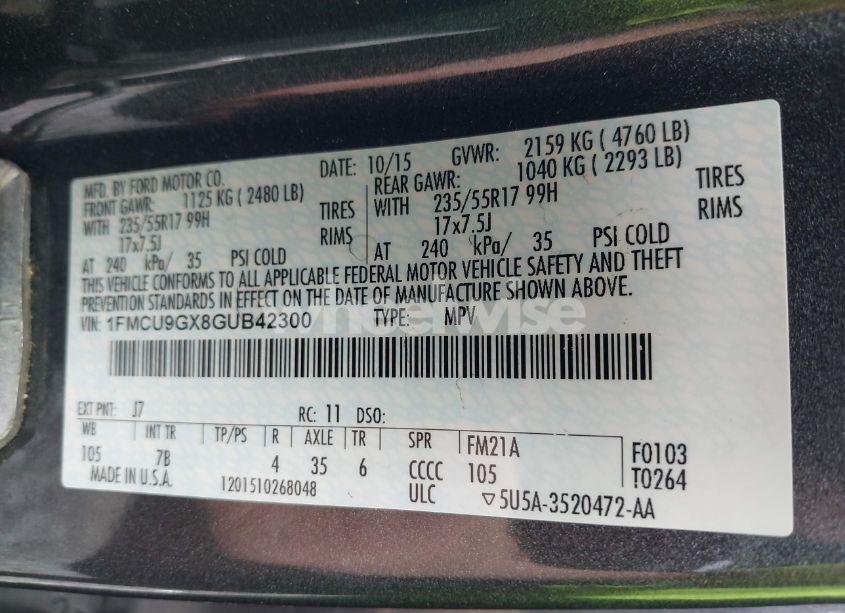 MFD. BY FORD MOTOR CO. DATE: 10/15 GVWR: 2159 KG ( 4760 LB)
FRONT GAWR: 1125 KG ( 2480 LB) REAR GAWR: 1040 KG ( 2293 LB)
WITH 235/55R17 99H TIRES WITH 235/55R17 99H TIRES
17x7.5J RIMS 17x7.5J RIMS
AT 240 kPa/ 35 PSI COLD AT 240 kPa/ 35 PSI COLD
THIS VEHICLE CONFORMS TO ALL APPLICABLE FEDERAL MOTOR VEHICLE SAFETY AND THEFT
PREVENTION STANDARDS IN EFFECT ON THE DATE OF MANUFACTURE SHOWN ABOVE.
VIN: 1FMCU9GX8GUB42300 TYPE: MPV
wheelwise
EXT PNT: J7 RC: 11 DSO:
WB INT TR TP/PS R AXLE TR SPR FM21A F0103
105 7B 4 35 6 CCCC 105 T0264
MADE IN U.S.A. 1201510268048 ULC ▽5U5A-3520472-AA